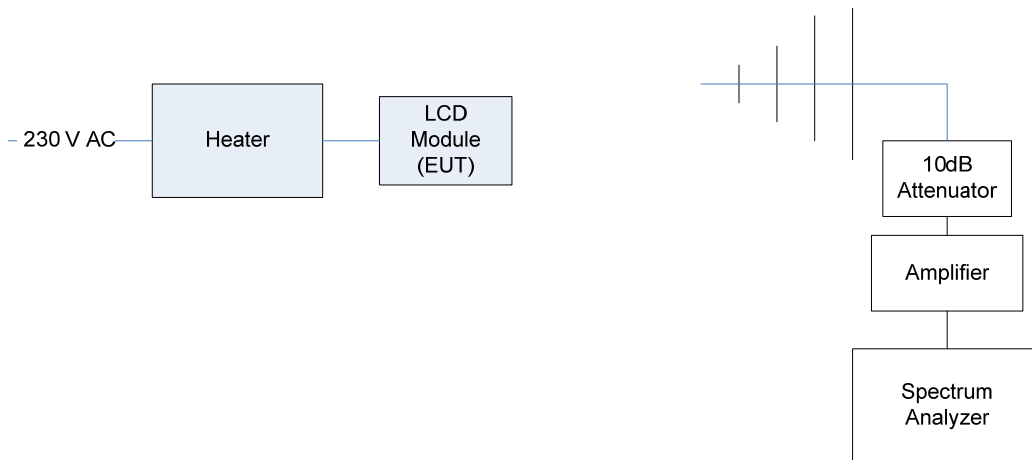 230 V AC
Heater
LCD
Module
(EUT)
10dB
Attenuator
Amplifier
Spectrum
Analyzer